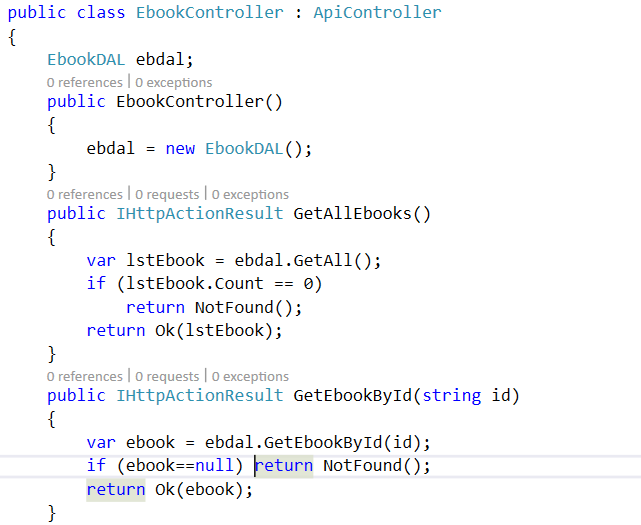 public class EbookController : ApiController
{
    EbookDAL ebdal;
    0 references | 0 exceptions
    public EbookController()
    {
        ebdal = new EbookDAL();
    }
    0 references | 0 requests | 0 exceptions
    public IHttpActionResult GetAllEbooks()
    {
        var lstEbook = ebdal.GetAll();
        if (lstEbook.Count == 0)
            return NotFound();
        return Ok(lstEbook);
    }
    0 references | 0 requests | 0 exceptions
    public IHttpActionResult GetEbookById(string id)
    {
        var ebook = ebdal.GetEbookById(id);
        if (ebook==null) return NotFound();
        return Ok(ebook);
    }